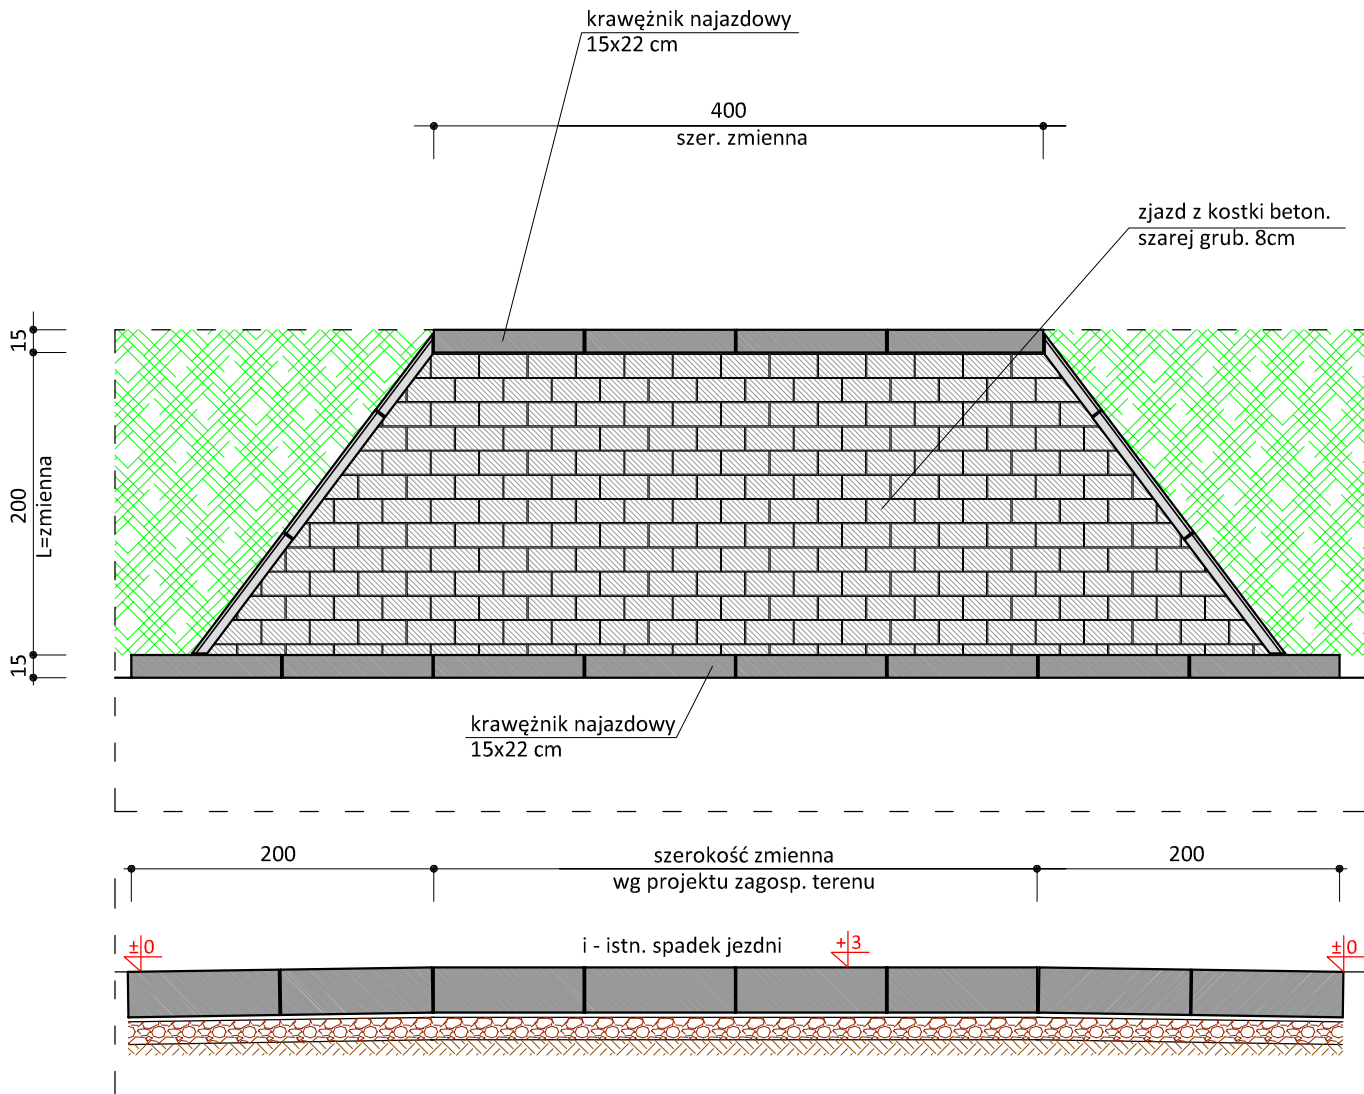 krawężnik najazdowy
15x22 cm
400
szer. zmienna
zjazd z kostki beton.
szarej grub. 8cm
15
200
L=zmienna
15
krawężnik najazdowy
15x22 cm
200
szerokość zmienna
wg projektu zagosp. terenu
200
±0
i - istn. spadek jezdni
+3
±0